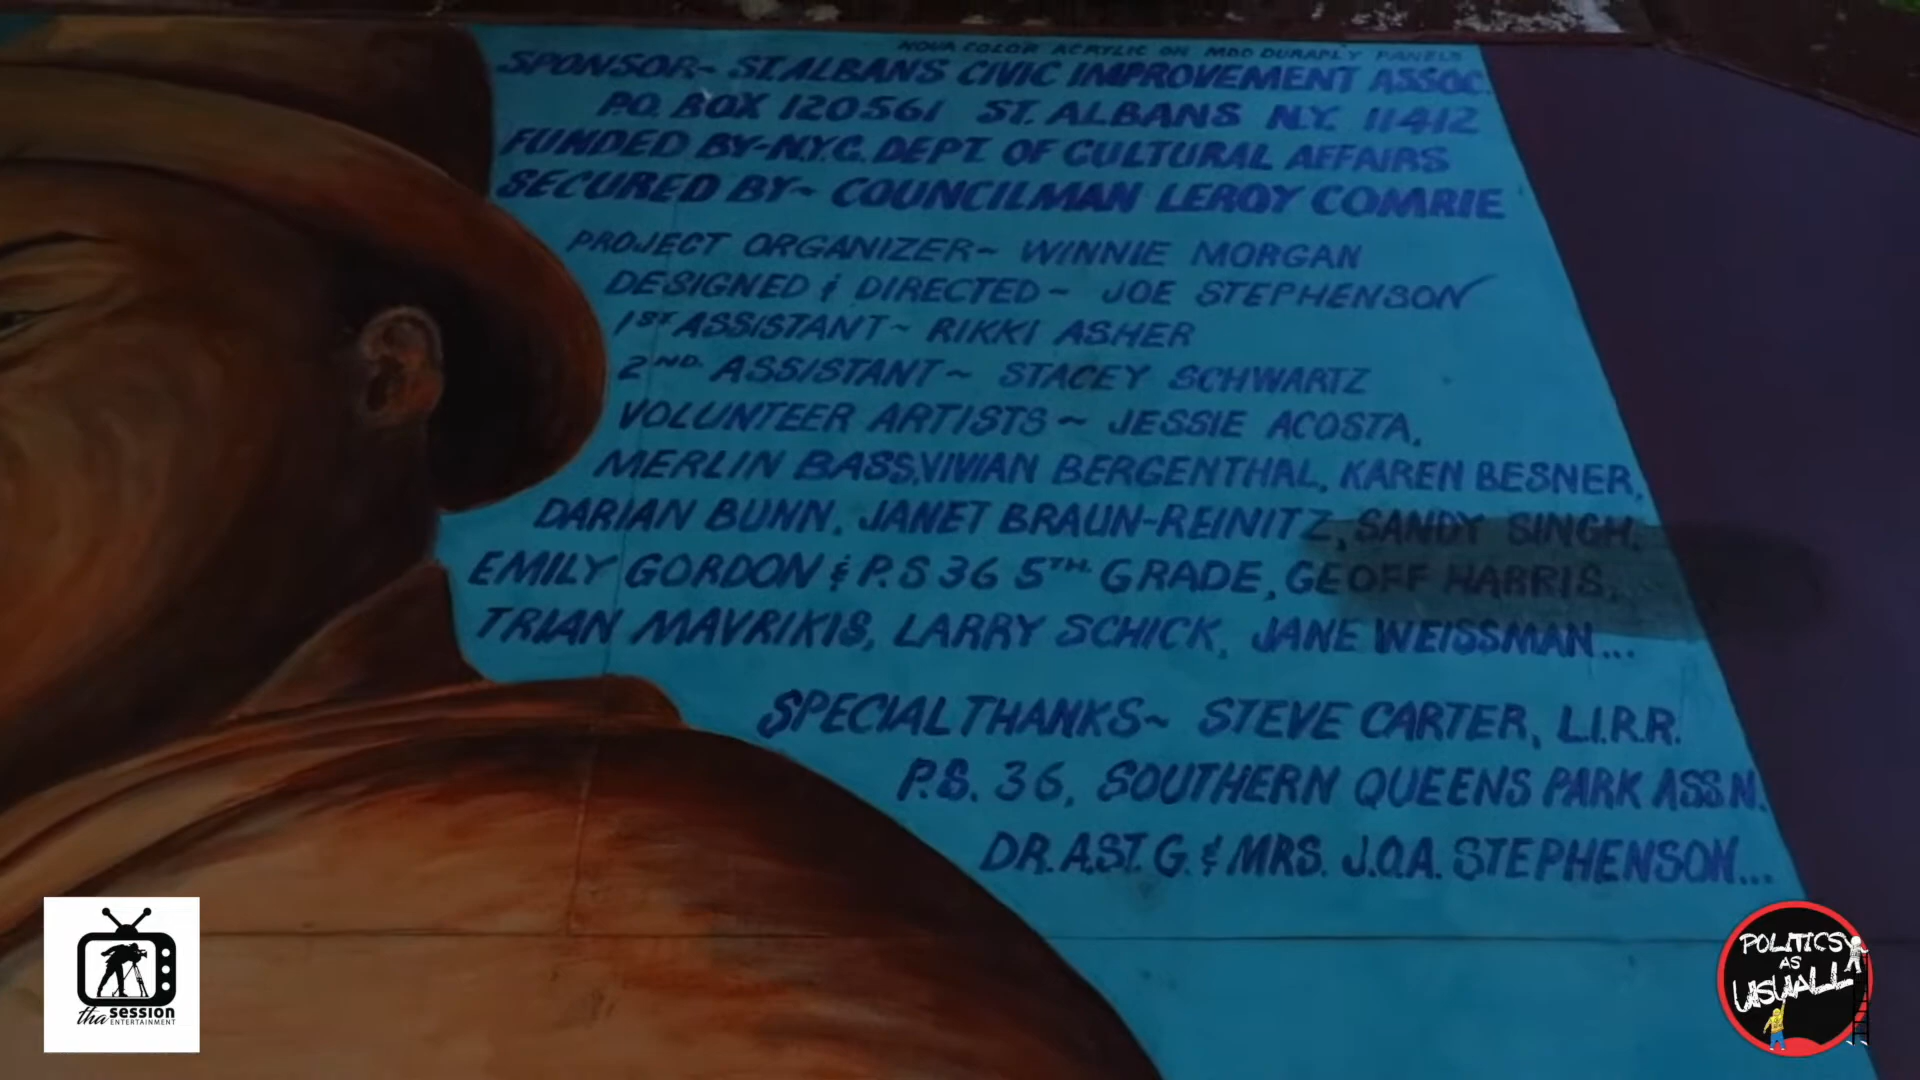 NOVA COLOR ACRYLIC ON MDO DURAPLY PANELS
SPONSOR~ ST. ALBANS CIVIC IMPROVEMENT ASSOC.
P.O. BOX 120561 ST. ALBANS N.Y. 11412
FUNDED BY-N.Y.C. DEPT. OF CULTURAL AFFAIRS
SECURED BY~ COUNCILMAN LEROY COMRIE
PROJECT ORGANIZER~ WINNIE MORGAN
DESIGNED & DIRECTED~ JOE STEPHENSON
1ST ASSISTANT~ RIKKI ASHER
2ND. ASSISTANT~ STACEY SCHWARTZ
VOLUNTEER ARTISTS~ JESSIE ACOSTA,
MERLIN BASS, VIVIAN BERGENTHAL, KAREN BESNER,
DARIAN BUNN, JANET BRAUN-REINITZ, SANDY SINGH,
EMILY GORDON & P.S 36 5TH. GRADE, GEOFF HARRIS,
TRIAN MAVRIKIS, LARRY SCHICK, JANE WEISSMAN...
SPECIAL THANKS~ STEVE CARTER, L.I.R.R.
P.S. 36, SOUTHERN QUEENS PARK ASS.N.
DR. A.ST. G. & MRS. J.O.A. STEPHENSON...
tha SESSION
ENTERTAINMENT
POLITICS
AS
USUALL